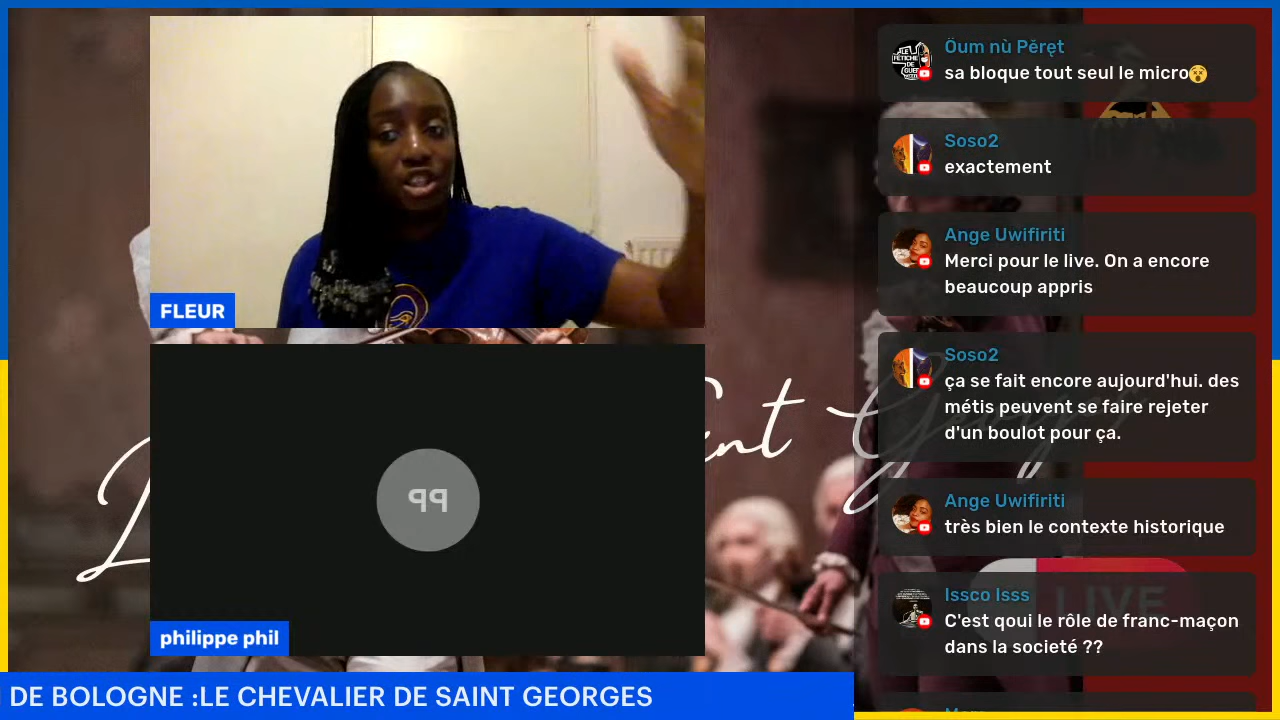 FLEUR
qq
philippe phil
DE BOLOGNE :LE CHEVALIER DE SAINT GEORGES
Öum nù Pĕręt
sa bloque tout seul le micro😵
Soso2
exactement
Ange Uwifiriti
Merci pour le live. On a encore
beaucoup appris
Soso2
ça se fait encore aujourd'hui. des
métis peuvent se faire rejeter
d'un boulot pour ça.
Ange Uwifiriti
très bien le contexte historique
Issco Isss
C'est qoui le rôle de franc-maçon
dans la societé ??
LIVE